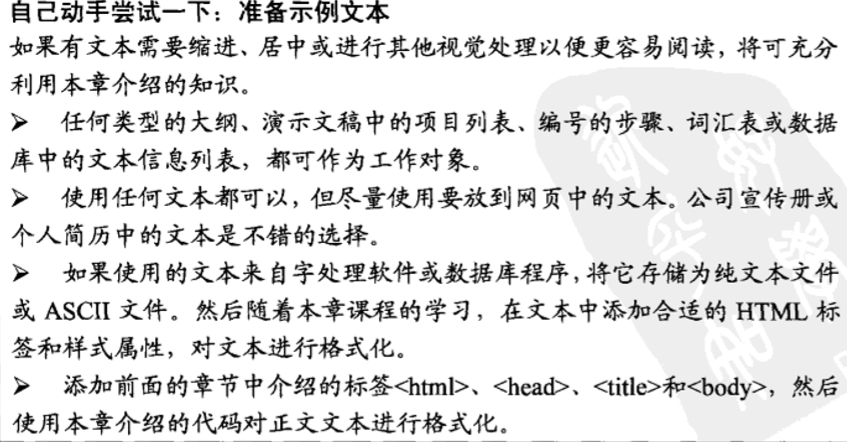 自己动手尝试一下：准备示例文本
如果有文本需要缩进、居中或进行其他视觉处理以便更容易阅读，将可充分
利用本章介绍的知识。
➢ 任何类型的大纲、演示文稿中的项目列表、编号的步骤、词汇表或数据
库中的文本信息列表，都可作为工作对象。
➢ 使用任何文本都可以，但尽量使用要放到网页中的文本。公司宣传册或
个人简历中的文本是不错的选择。
➢ 如果使用的文本来自字处理软件或数据库程序，将它存储为纯文本文件
或 ASCII 文件。然后随着本章课程的学习，在文本中添加合适的 HTML 标
签和样式属性，对文本进行格式化。
➢ 添加前面的章节中介绍的标签<html>、<head>、<title>和<body>，然后
使用本章介绍的代码对正文文本进行格式化。